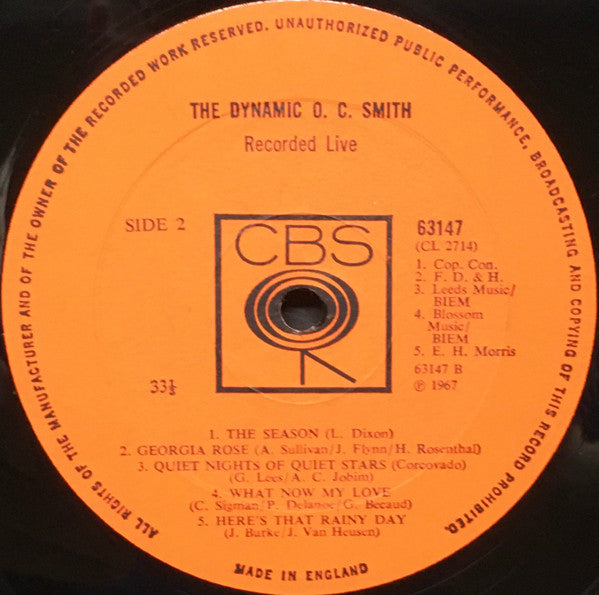 ALL RIGHTS OF THE MANUFACTURER AND OF THE OWNER OF THE RECORDED WORK RESERVED. UNAUTHORIZED PUBLIC PERFORMANCE, BROADCASTING AND COPYING OF THIS RECORD PROHIBITED.
THE DYNAMIC O. C. SMITH
Recorded Live
SIDE 2
CBS
63147
(CL 2714)
1. Cop. Con.
2. F. D. & H.
3. Leeds Music/
BIEM
4. Blossom
Music/
BIEM
5. E. H. Morris
63147 B
℗ 1967
33⅓
1. THE SEASON (L. Dixon)
2. GEORGIA ROSE (A. Sullivan/J. Flynn/H. Rosenthal)
3. QUIET NIGHTS OF QUIET STARS (Corcovado)
(G. Lees/A. C. Jobim)
4. WHAT NOW MY LOVE
(C. Sigman/P. Delanoe/G. Becaud)
5. HERE'S THAT RAINY DAY
(J. Burke/J. Van Heusen)
MADE IN ENGLAND